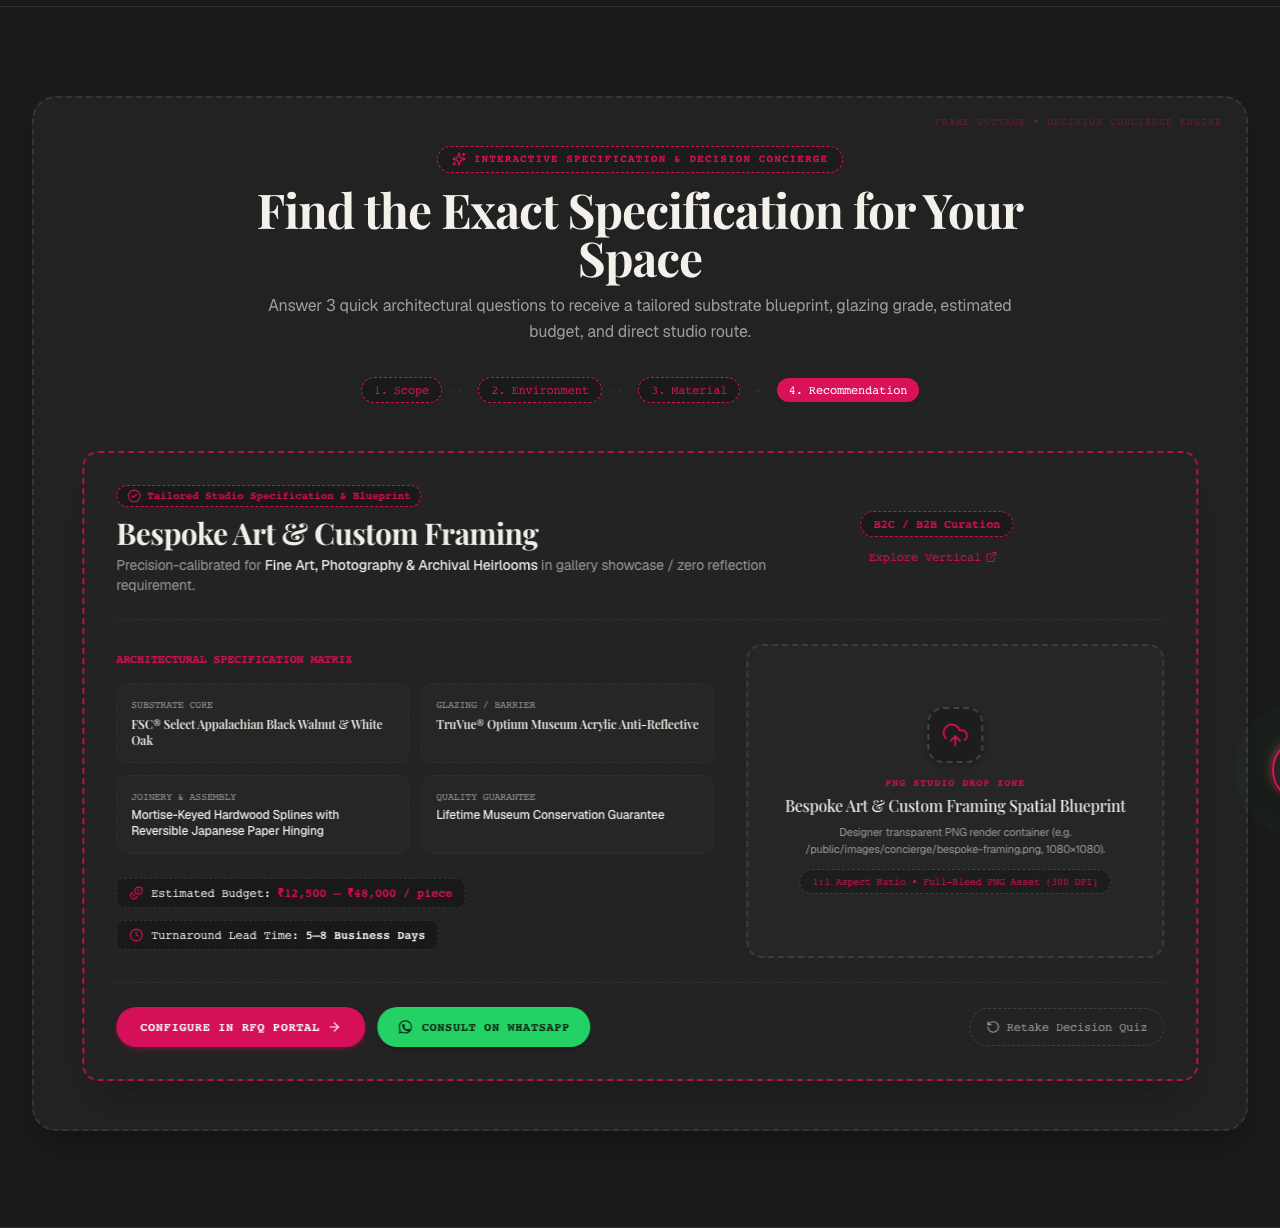 FRAME COTTAGE • DECISION CONCIERGE ENGINE
INTERACTIVE SPECIFICATION & DECISION CONCIERGE
Find the Exact Specification for Your
Space
Answer 3 quick architectural questions to receive a tailored substrate blueprint, glazing grade, estimated
budget, and direct studio route.
1. Scope → 2. Environment → 3. Material → 4. Recommendation
Tailored Studio Specification & Blueprint
Bespoke Art & Custom Framing
Precision-calibrated for Fine Art, Photography & Archival Heirlooms in gallery showcase / zero reflection
requirement.
B2C / B2B Curation
Explore Vertical
ARCHITECTURAL SPECIFICATION MATRIX
SUBSTRATE CORE
FSC® Select Appalachian Black Walnut & White
Oak
GLAZING / BARRIER
TruVue® Optium Museum Acrylic Anti-Reflective
JOINERY & ASSEMBLY
Mortise-Keyed Hardwood Splines with
Reversible Japanese Paper Hinging
QUALITY GUARANTEE
Lifetime Museum Conservation Guarantee
Estimated Budget: ₹12,500 – ₹48,000 / piece
Turnaround Lead Time: 5–8 Business Days
PNG STUDIO DROP ZONE
Bespoke Art & Custom Framing Spatial Blueprint
Designer transparent PNG render container (e.g.
/public/images/concierge/bespoke-framing.png, 1080×1080).
1:1 Aspect Ratio • Full-Bleed PNG Asset (300 DPI)
CONFIGURE IN RFQ PORTAL →
CONSULT ON WHATSAPP
Retake Decision Quiz